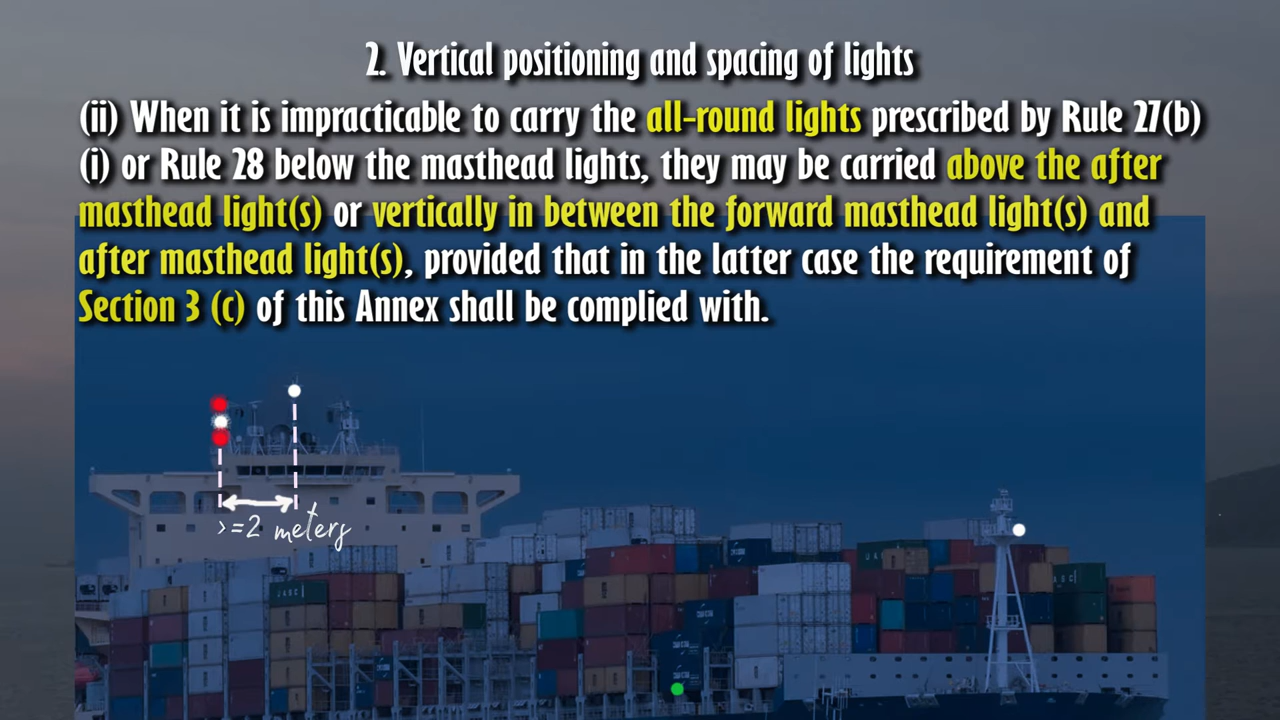 2. Vertical positioning and spacing of lights
(ii) When it is impracticable to carry the all-round lights prescribed by Rule 27(b)
(i) or Rule 28 below the masthead lights, they may be carried above the after
masthead light(s) or vertically in between the forward masthead light(s) and
after masthead light(s), provided that in the latter case the requirement of
Section 3 (c) of this Annex shall be complied with.
>=2 meters